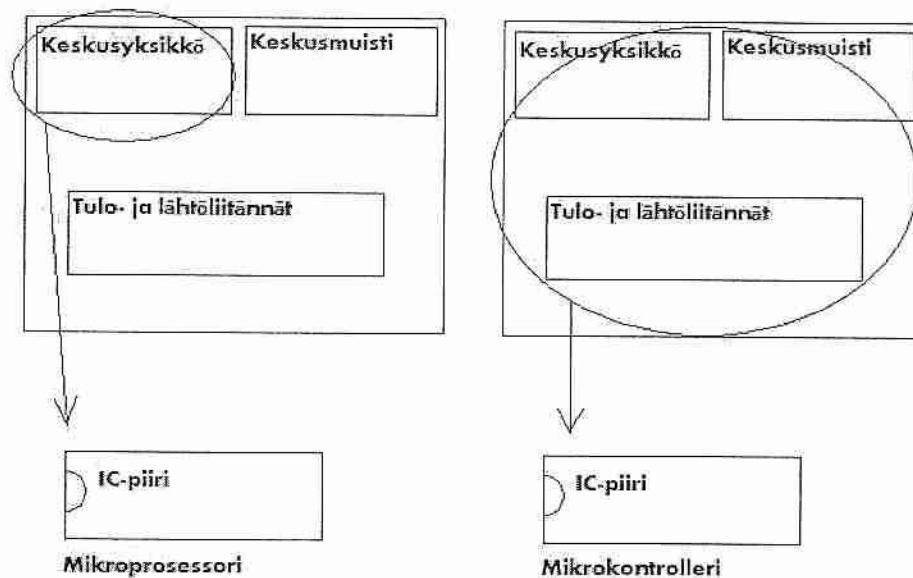 Keskusyksikkö
Keskusmuisti
Tulo- ja lähtöliitännät
IC-piiri
Mikroprosessori
Keskusyksikkö
Keskusmuisti
Tulo- ja lähtöliitännät
IC-piiri
Mikrokontrolleri